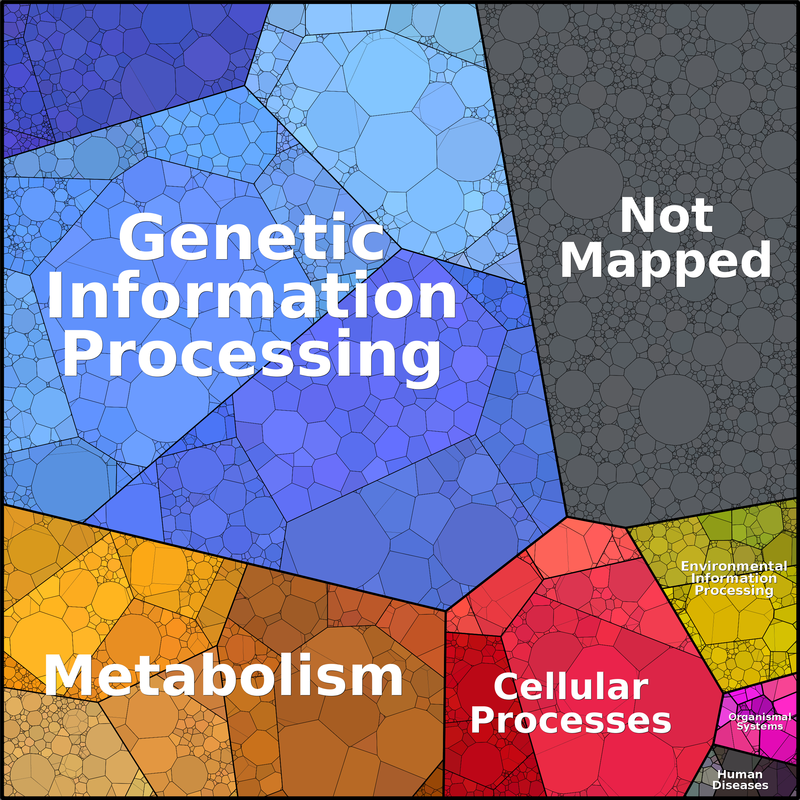 Genetic
Information
Processing
Not
Mapped
Metabolism
Cellular
Processes
Environmental
Information
Processing
Organismal
Systems
Human
Diseases